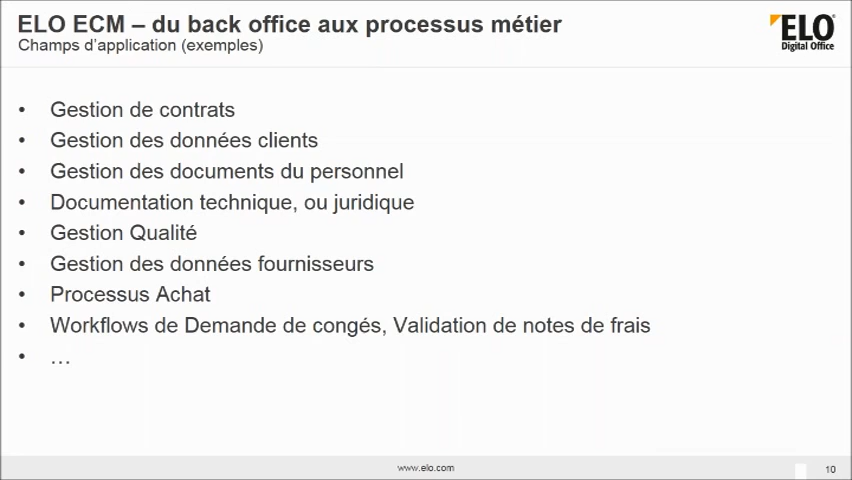 ELO ECM – du back office aux processus métier
Champs d'application (exemples)
ELO
Digital Office
• Gestion de contrats
• Gestion des données clients
• Gestion des documents du personnel
• Documentation technique, ou juridique
• Gestion Qualité
• Gestion des données fournisseurs
• Processus Achat
• Workflows de Demande de congés, Validation de notes de frais
• …
www.elo.com
10